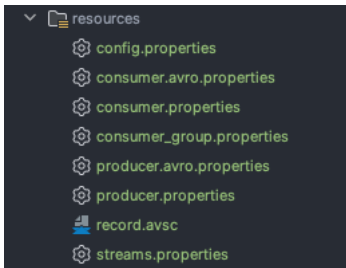 resources
config.properties
consumer.avro.properties
consumer.properties
consumer_group.properties
producer.avro.properties
producer.properties
record.avsc
streams.properties